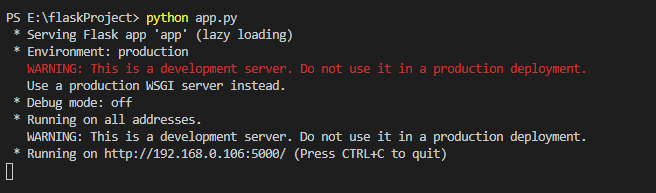 PS E:\flaskProject> python app.py
* Serving Flask app 'app' (lazy loading)
* Environment: production
WARNING: This is a development server. Do not use it in a production deployment.
Use a production WSGI server instead.
* Debug mode: off
* Running on all addresses.
WARNING: This is a development server. Do not use it in a production deployment.
* Running on http://192.168.0.106:5000/ (Press CTRL+C to quit)